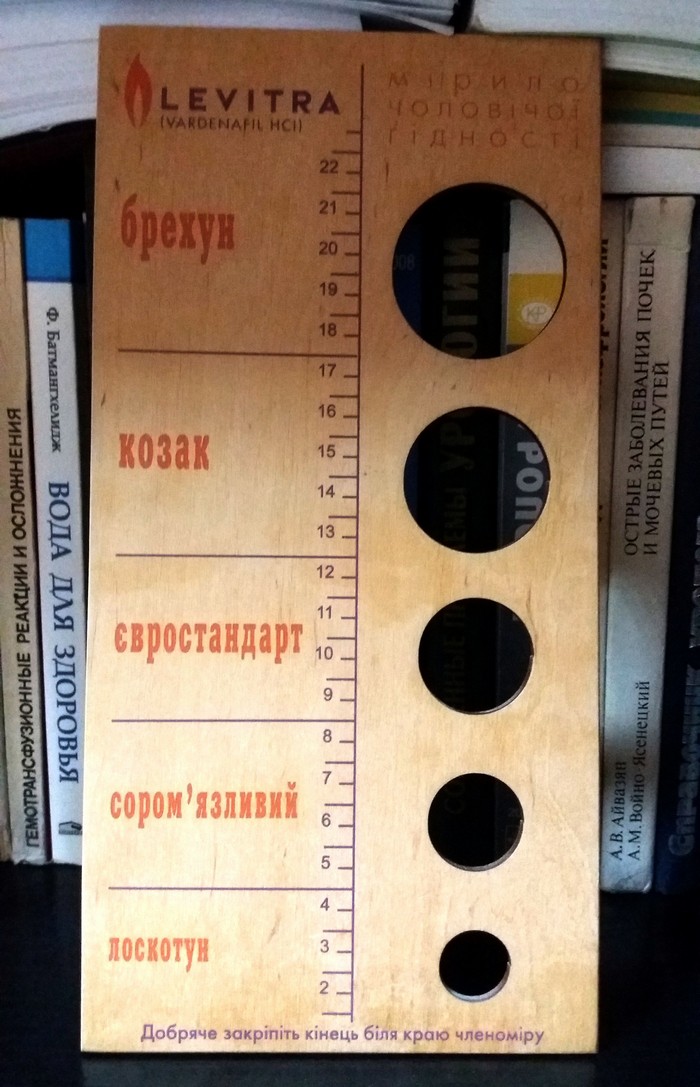 LEVITRA
(VARDENAFIL HCl)
мірило
чоловічої
гідності
22
21
брехун
20
19
18
17
16
козак
15
14
13
12
11
євростандарт
10
9
8
7
сором'язливий
6
5
4
лоскотун
3
2
Добряче закріпіть кінець біля краю членоміру
ГЕМОТРАНСФУЗИОННЫЕ РЕАКЦИИ И ОСЛОЖНЕНИЯ
Ф. Батмангхелидж
ВОДА ДЛЯ ЗДОРОВЬЯ
ОСТРЫЕ ЗАБОЛЕВАНИЯ ПОЧЕК
И МОЧЕВЫХ ПУТЕЙ
А.В. Айвазян
А.М. Войно-Ясенецкий